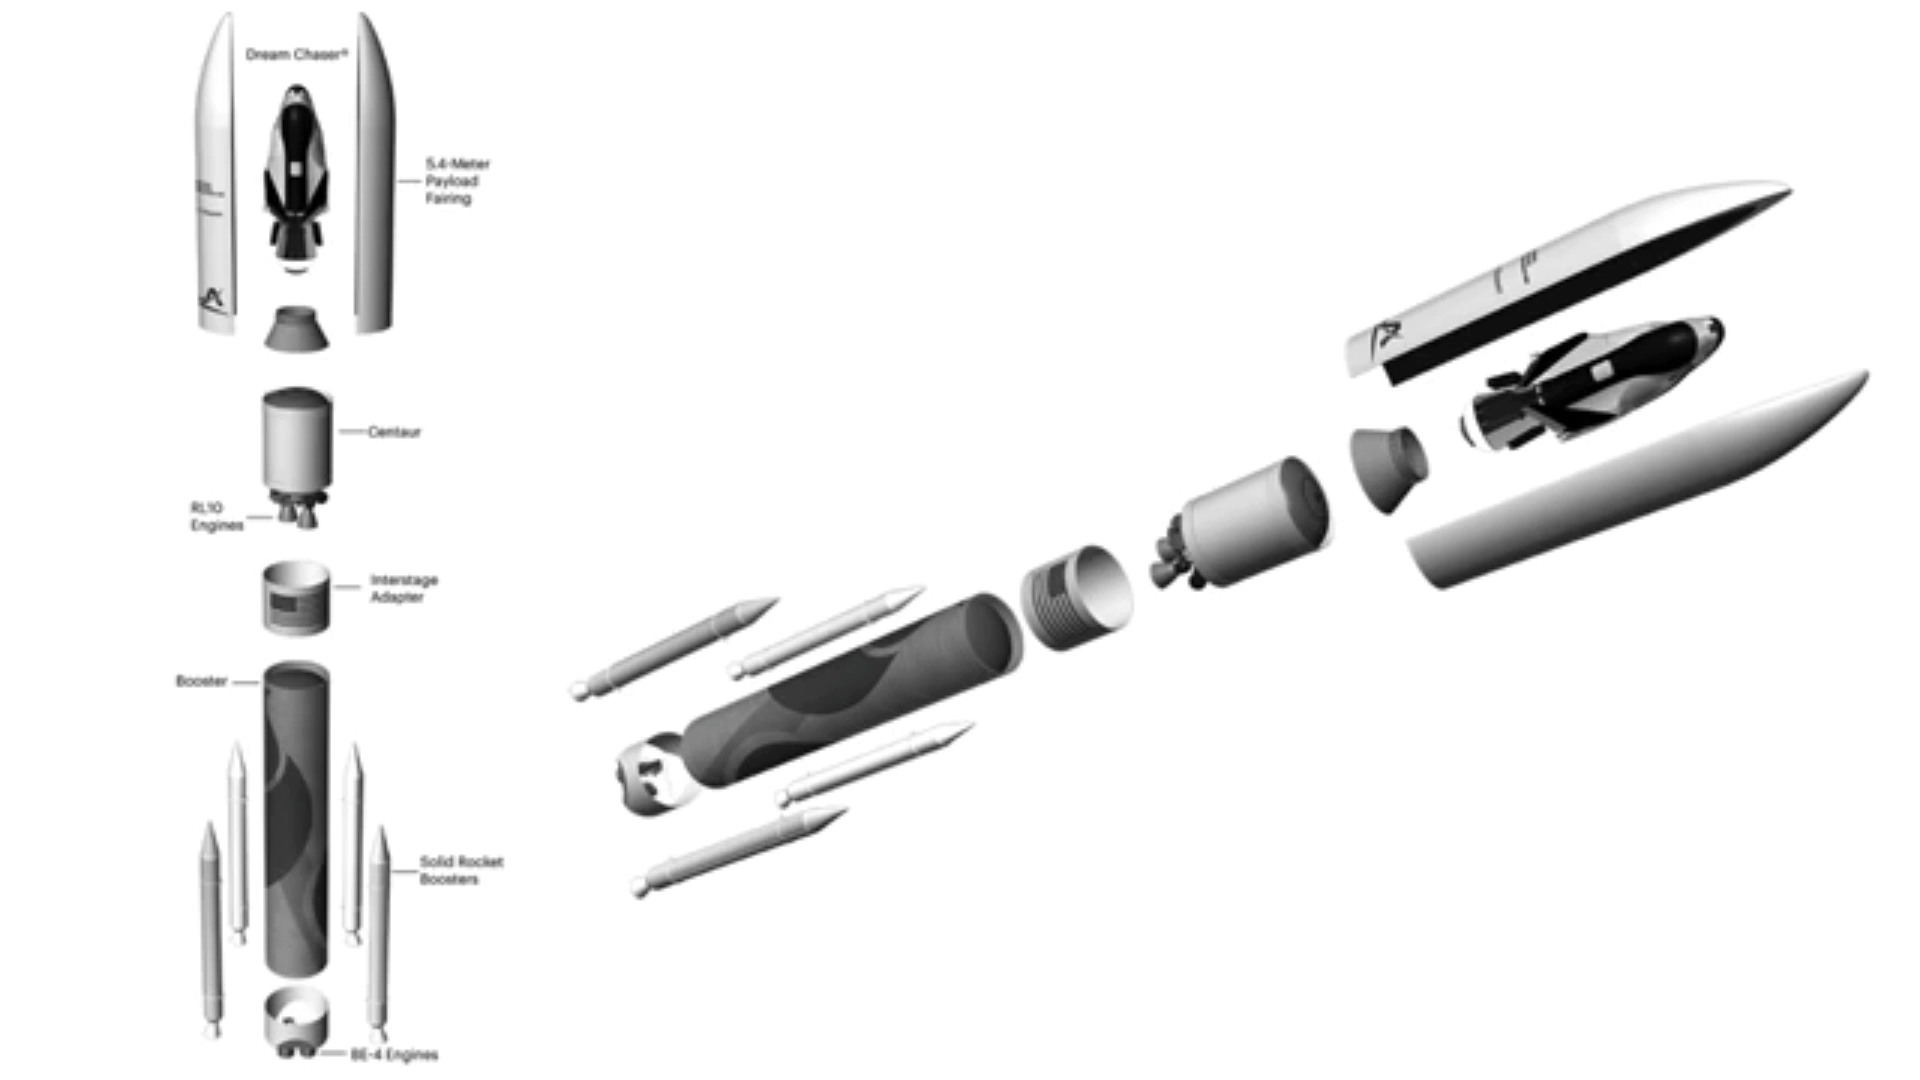 Dream Chaser®
5.4-Meter
Payload
Fairing
Centaur
RL10
Engines
Interstage
Adapter
Booster
Solid Rocket
Boosters
BE-4 Engines